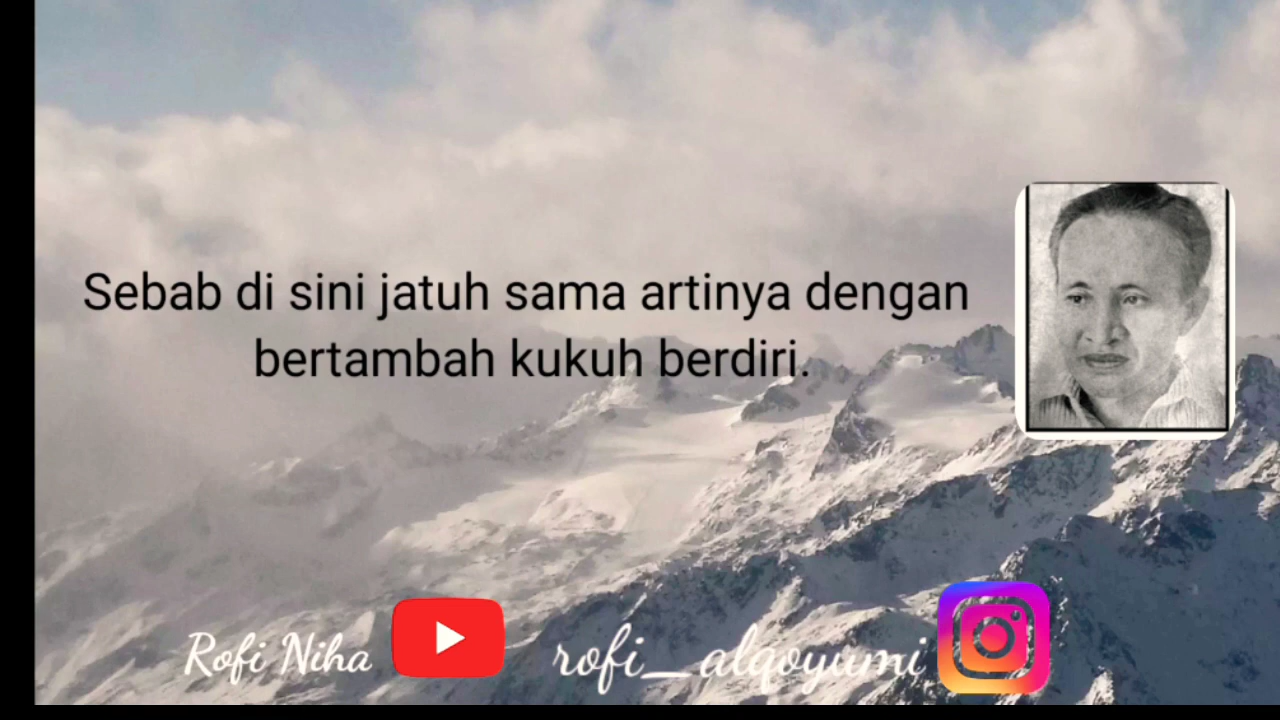 Sebab di sini jatuh sama artinya dengan
bertambah kukuh berdiri.
Rofi Niha
rofi_alqoyumi